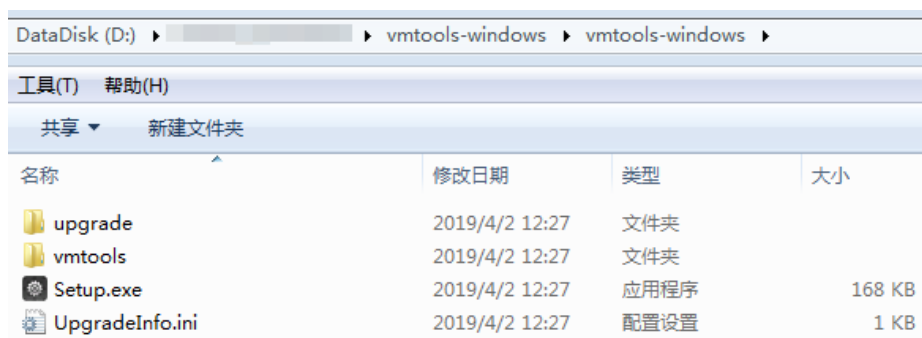 DataDisk (D:) vmtools-windows vmtools-windows
工具(T) 帮助(H)
共享 新建文件夹
名称 修改日期 类型 大小
upgrade 2019/4/2 12:27 文件夹
vmtools 2019/4/2 12:27 文件夹
Setup.exe 2019/4/2 12:27 应用程序 168 KB
UpgradeInfo.ini 2019/4/2 12:27 配置设置 1 KB